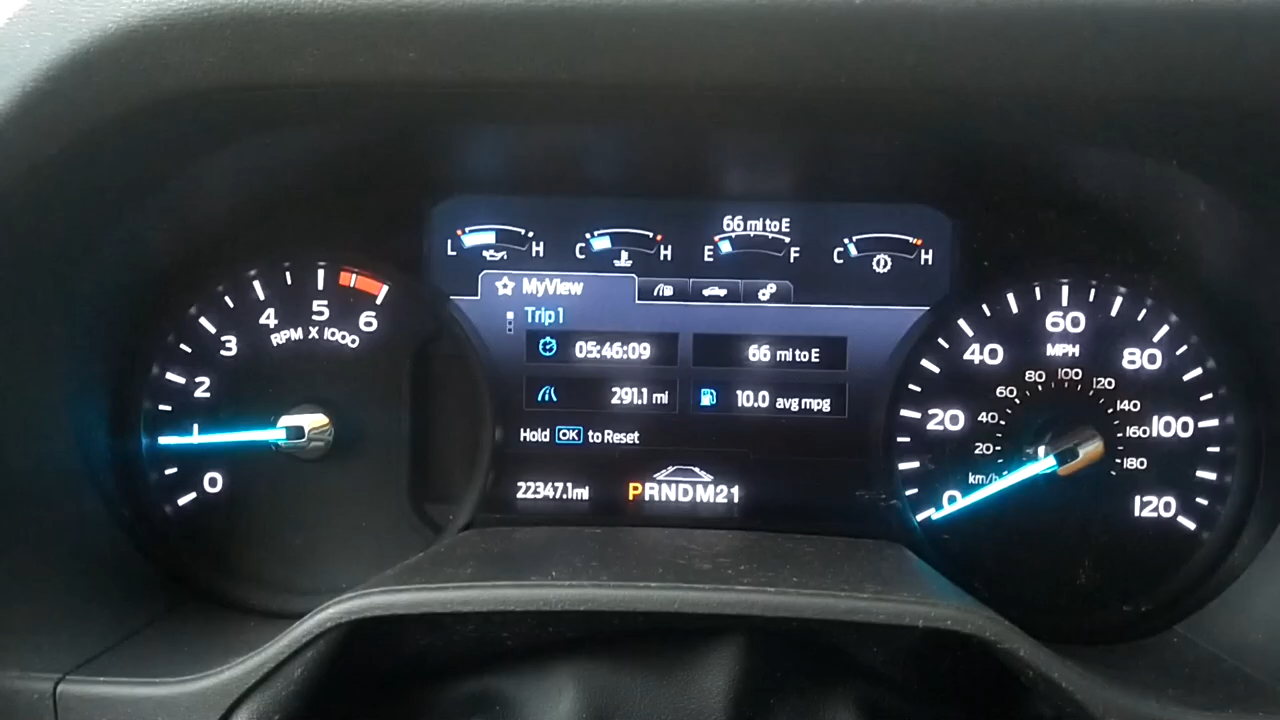 66 mi to E
L H
C H
E F
C H
MyView
Trip 1
05:46:09
66 mi to E
291.1 mi
10.0 avg mpg
Hold OK to Reset
22347.1 mi
PRNDM21
0
1
2
3
4
5
6
RPM X 1000
0
20
40
60
80
100
120
MPH
km/h
20
40
60
80
100
120
140
160
180